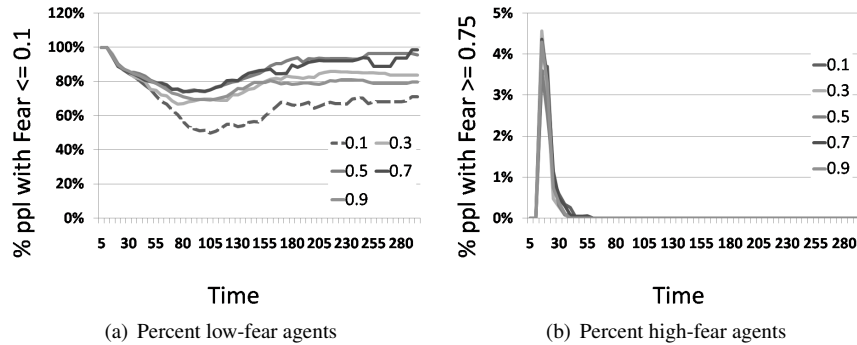 % ppl with Fear <= 0.1
120%
100%
80%
60%
40%
20%
0%
0.1 0.3
0.5 0.7
0.9
5 30 55 80 105 130 155 180 205 230 255 280
Time
(a) Percent low-fear agents
% ppl with Fear >= 0.75
5%
4%
3%
2%
1%
0%
0.1
0.3
0.5
0.7
0.9
5 30 55 80 105 130 155 180 205 230 255 280
Time
(b) Percent high-fear agents